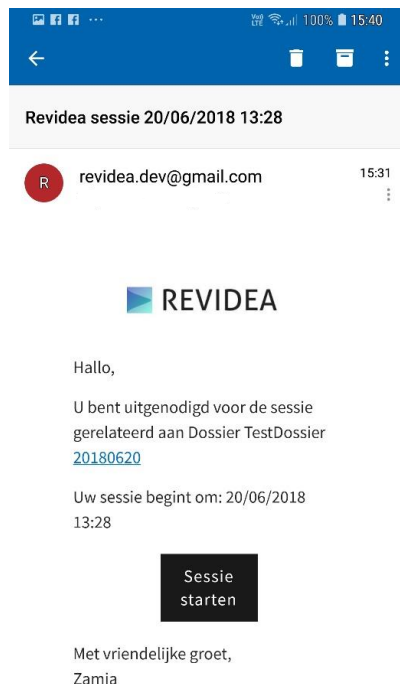 100% 15:40
Revidea sessie 20/06/2018 13:28
R
revidea.dev@gmail.com
15:31
REVIDEA
Hallo,
U bent uitgenodigd voor de sessie
gerelateerd aan Dossier TestDossier
20180620
Uw sessie begint om: 20/06/2018
13:28
Sessie
starten
Met vriendelijke groet,
Zamia